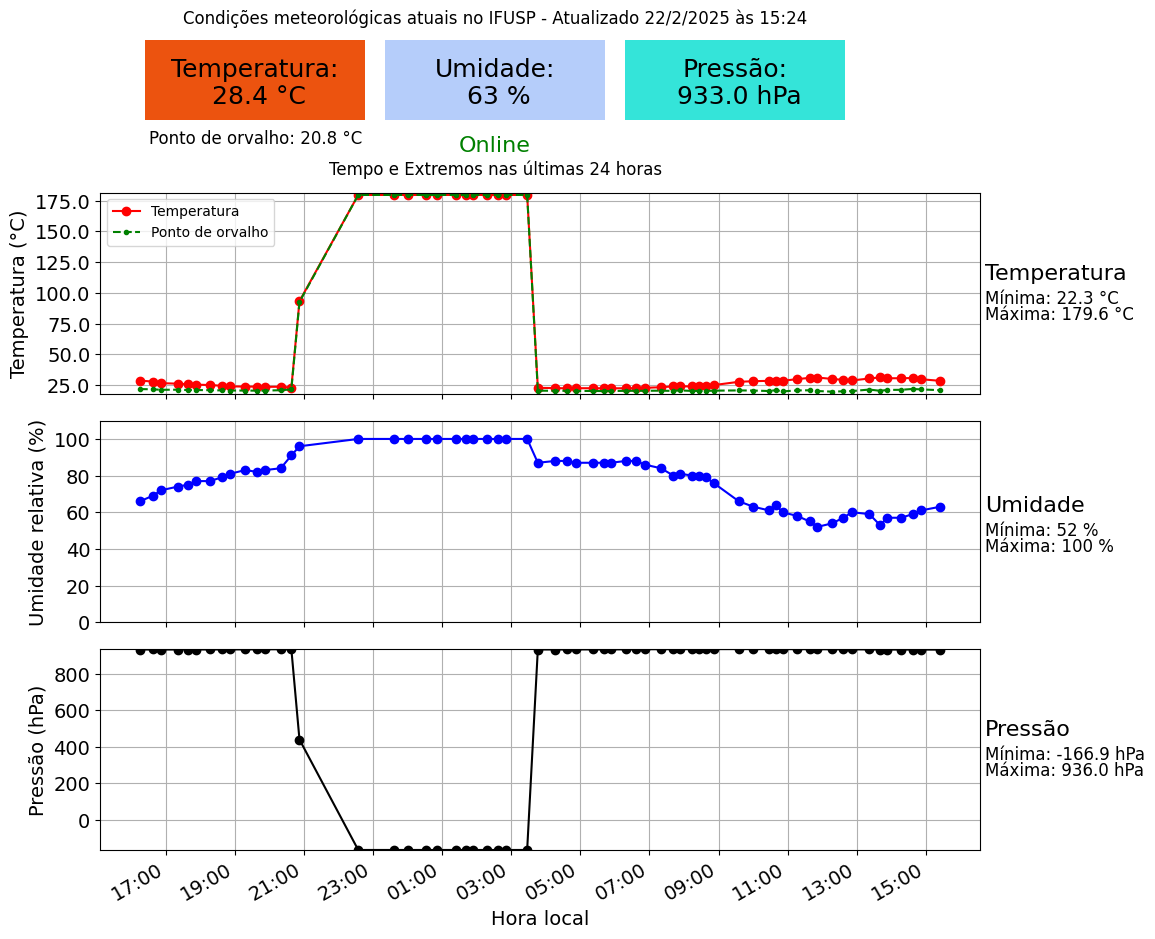 Condições meteorológicas atuais no IFUSP - Atualizado 22/2/2025 às 15:24
Temperatura:
28.4 °C
Umidade:
63 %
Pressão:
933.0 hPa
Ponto de orvalho: 20.8 °C
Online
Tempo e Extremos nas últimas 24 horas
Temperatura (°C)
175.0
150.0
125.0
100.0
75.0
50.0
25.0
Temperatura
Ponto de orvalho
Temperatura
Mínima: 22.3 °C
Máxima: 179.6 °C
Umidade relativa (%)
100
80
60
40
20
0
Umidade
Mínima: 52 %
Máxima: 100 %
Pressão (hPa)
800
600
400
200
0
Pressão
Mínima: -166.9 hPa
Máxima: 936.0 hPa
17:00 19:00 21:00 23:00 01:00 03:00 05:00 07:00 09:00 11:00 13:00 15:00
Hora local